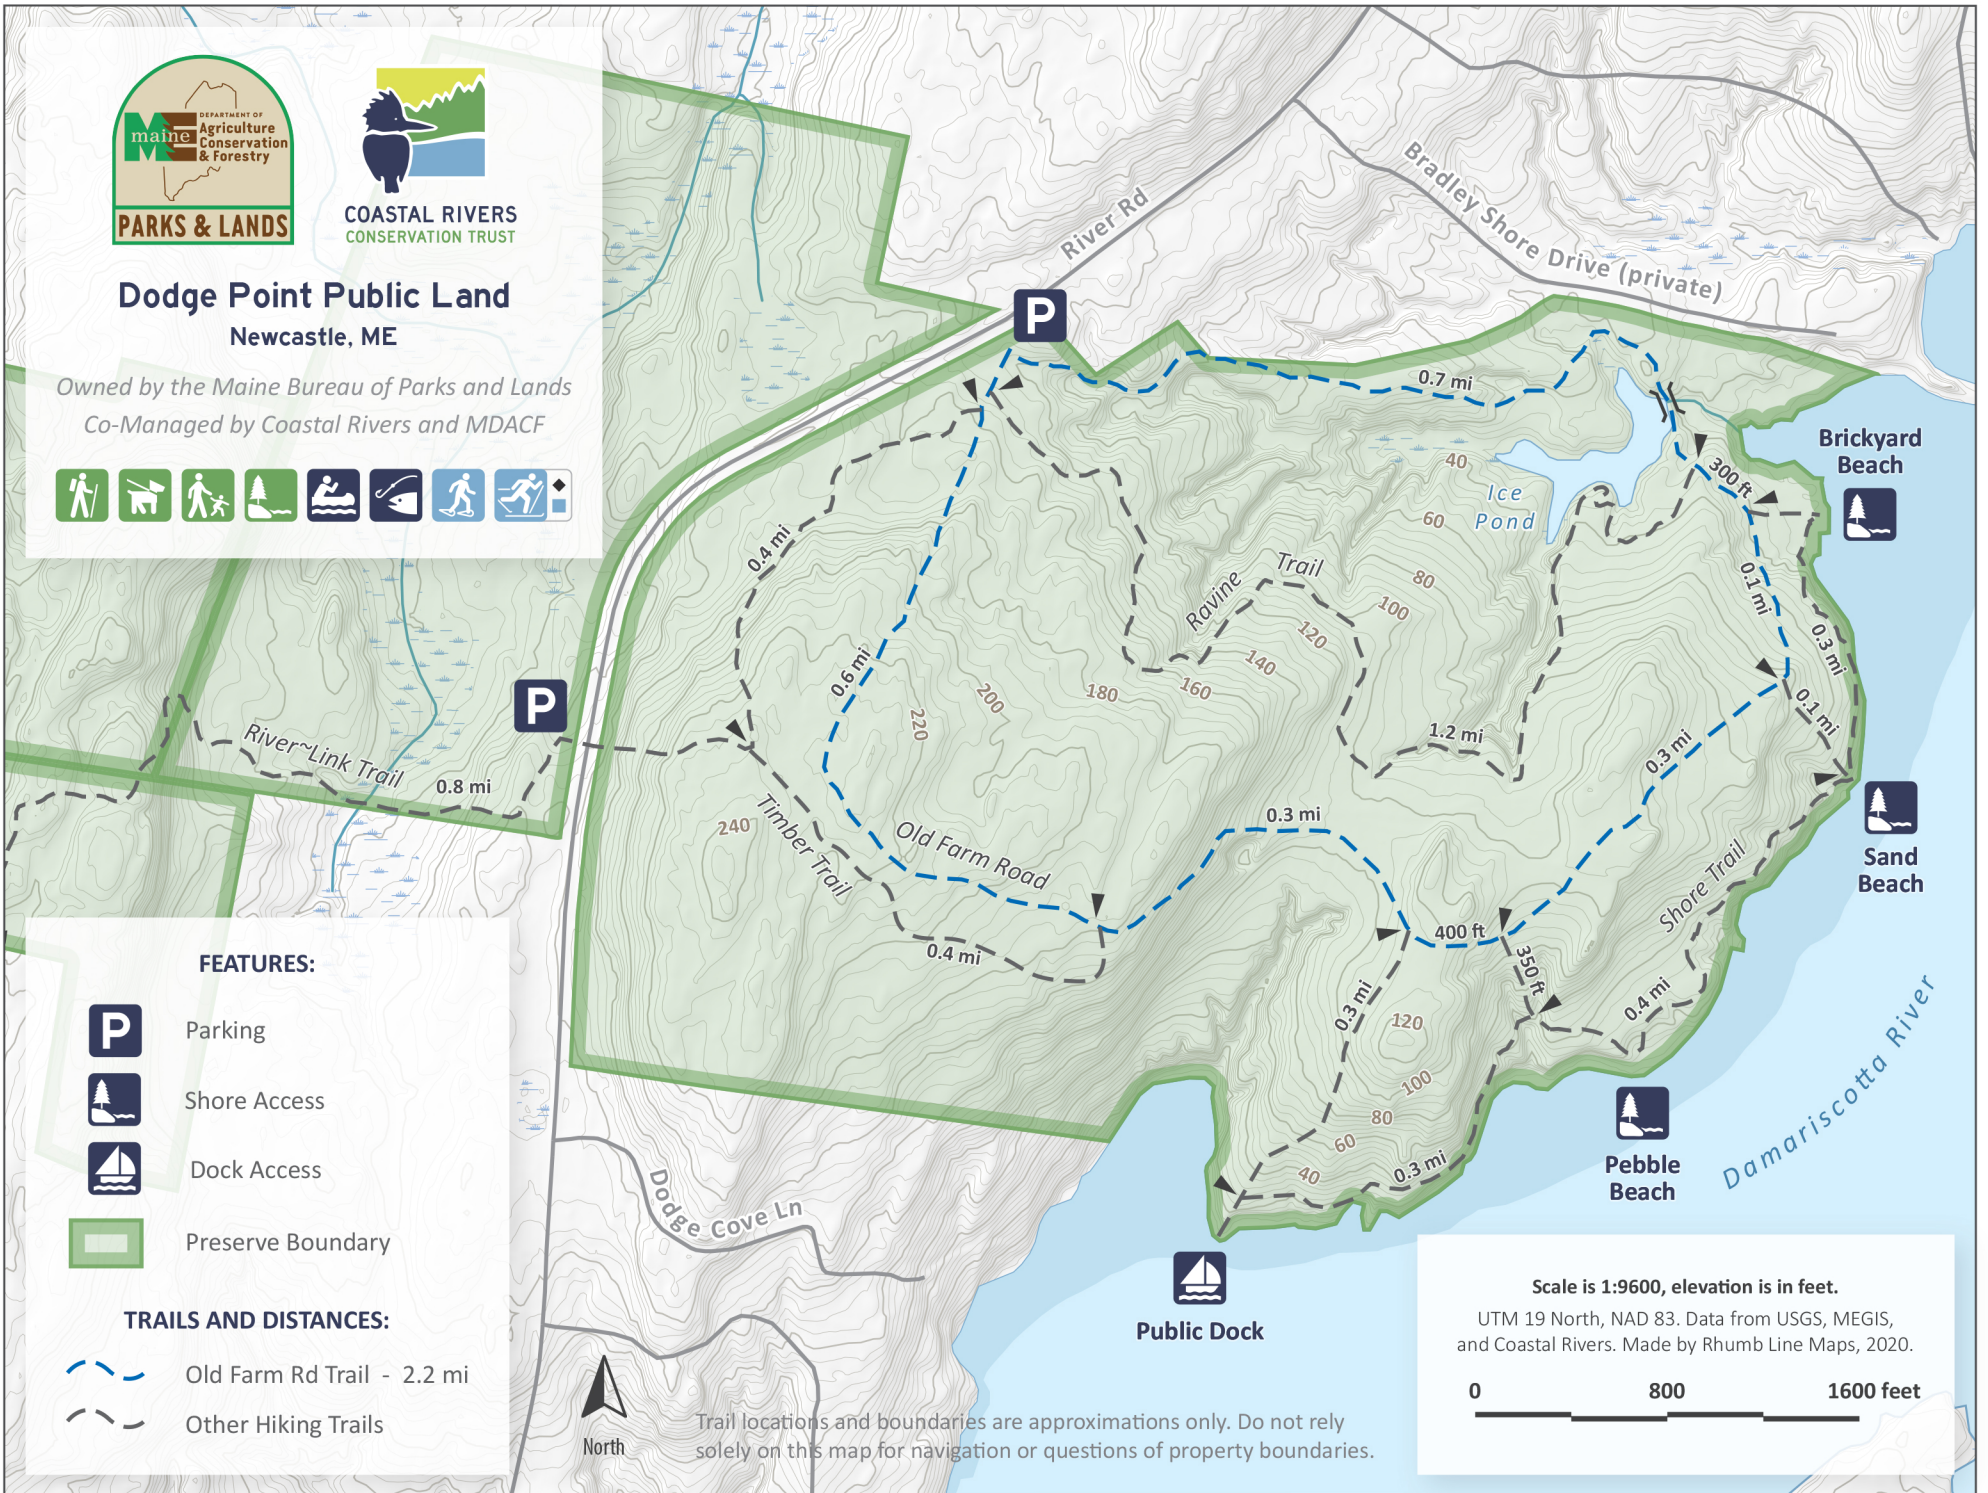 DEPARTMENT OF
maine
Agriculture
Conservation
& Forestry
PARKS & LANDS
COASTAL RIVERS
CONSERVATION TRUST
Dodge Point Public Land
Newcastle, ME
Owned by the Maine Bureau of Parks and Lands
Co-Managed by Coastal Rivers and MDACF
River Rd
Bradley Shore Drive (private)
P
0.7 mi
Brickyard
Beach
300 ft
40
Ice
Pond
60
0.4 mi
Ravine Trail
80
100
120
140
160
180
200
220
0.6 mi
0.1 mi
0.3 mi
0.1 mi
P
River~Link Trail
0.8 mi
1.2 mi
0.3 mi
240
Timber Trail
Old Farm Road
0.3 mi
Sand
Beach
Shore Trail
0.4 mi
400 ft
350 ft
0.3 mi
0.4 mi
120
100
80
60
40
0.3 mi
Pebble
Beach
Damariscotta River
Dodge Cove Ln
Public Dock
FEATURES:
P
Parking
Shore Access
Dock Access
Preserve Boundary
TRAILS AND DISTANCES:
Old Farm Rd Trail - 2.2 mi
Other Hiking Trails
North
Trail locations and boundaries are approximations only. Do not rely
solely on this map for navigation or questions of property boundaries.
Scale is 1:9600, elevation is in feet.
UTM 19 North, NAD 83. Data from USGS, MEGIS,
and Coastal Rivers. Made by Rhumb Line Maps, 2020.
0 800 1600 feet